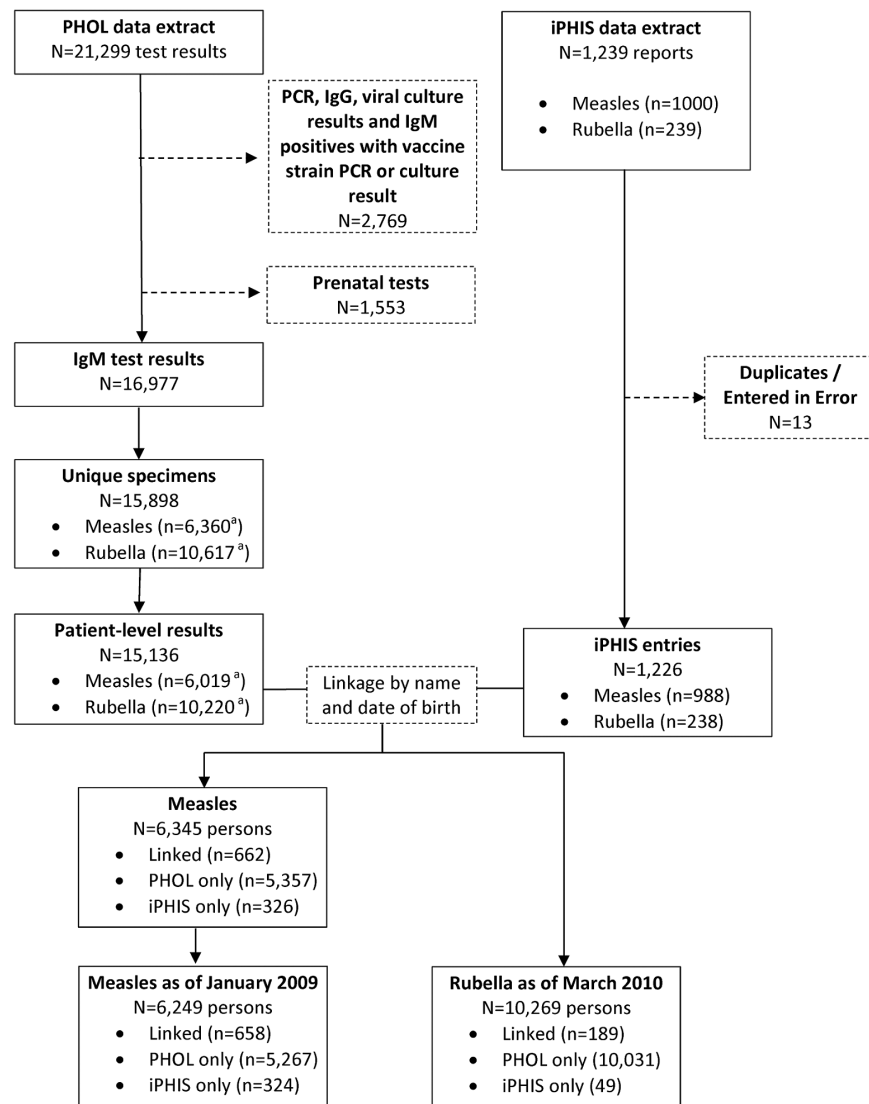 PHOL data extract
N=21,299 test results
iPHIS data extract
N=1,239 reports
• Measles (n=1000)
• Rubella (n=239)
PCR, IgG, viral culture
results and IgM
positives with vaccine
strain PCR or culture
result
N=2,769
Prenatal tests
N=1,553
IgM test results
N=16,977
Duplicates /
Entered in Error
N=13
Unique specimens
N=15,898
• Measles (n=6,360ᵃ)
• Rubella (n=10,617 ᵃ)
Patient-level results
N=15,136
• Measles (n=6,019 ᵃ)
• Rubella (n=10,220 ᵃ)
Linkage by name
and date of birth
iPHIS entries
N=1,226
• Measles (n=988)
• Rubella (n=238)
Measles
N=6,345 persons
• Linked (n=662)
• PHOL only (n=5,357)
• iPHIS only (n=326)
Measles as of January 2009
N=6,249 persons
• Linked (n=658)
• PHOL only (n=5,267)
• iPHIS only (n=324)
Rubella as of March 2010
N=10,269 persons
• Linked (n=189)
• PHOL only (10,031)
• iPHIS only (49)